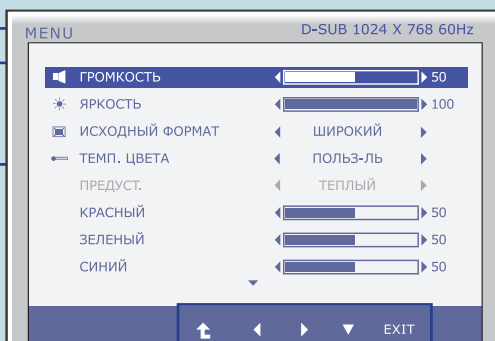 MENU D-SUB 1024 X 768 60Hz
ГРОМКОСТЬ 50
ЯРКОСТЬ 100
ИСХОДНЫЙ ФОРМАТ ШИРОКИЙ
ТЕМП. ЦВЕТА ПОЛЬЗ-ЛЬ
ПРЕДУСТ. ТЕПЛЫЙ
КРАСНЫЙ 50
ЗЕЛЕНЫЙ 50
СИНИЙ 50
EXIT